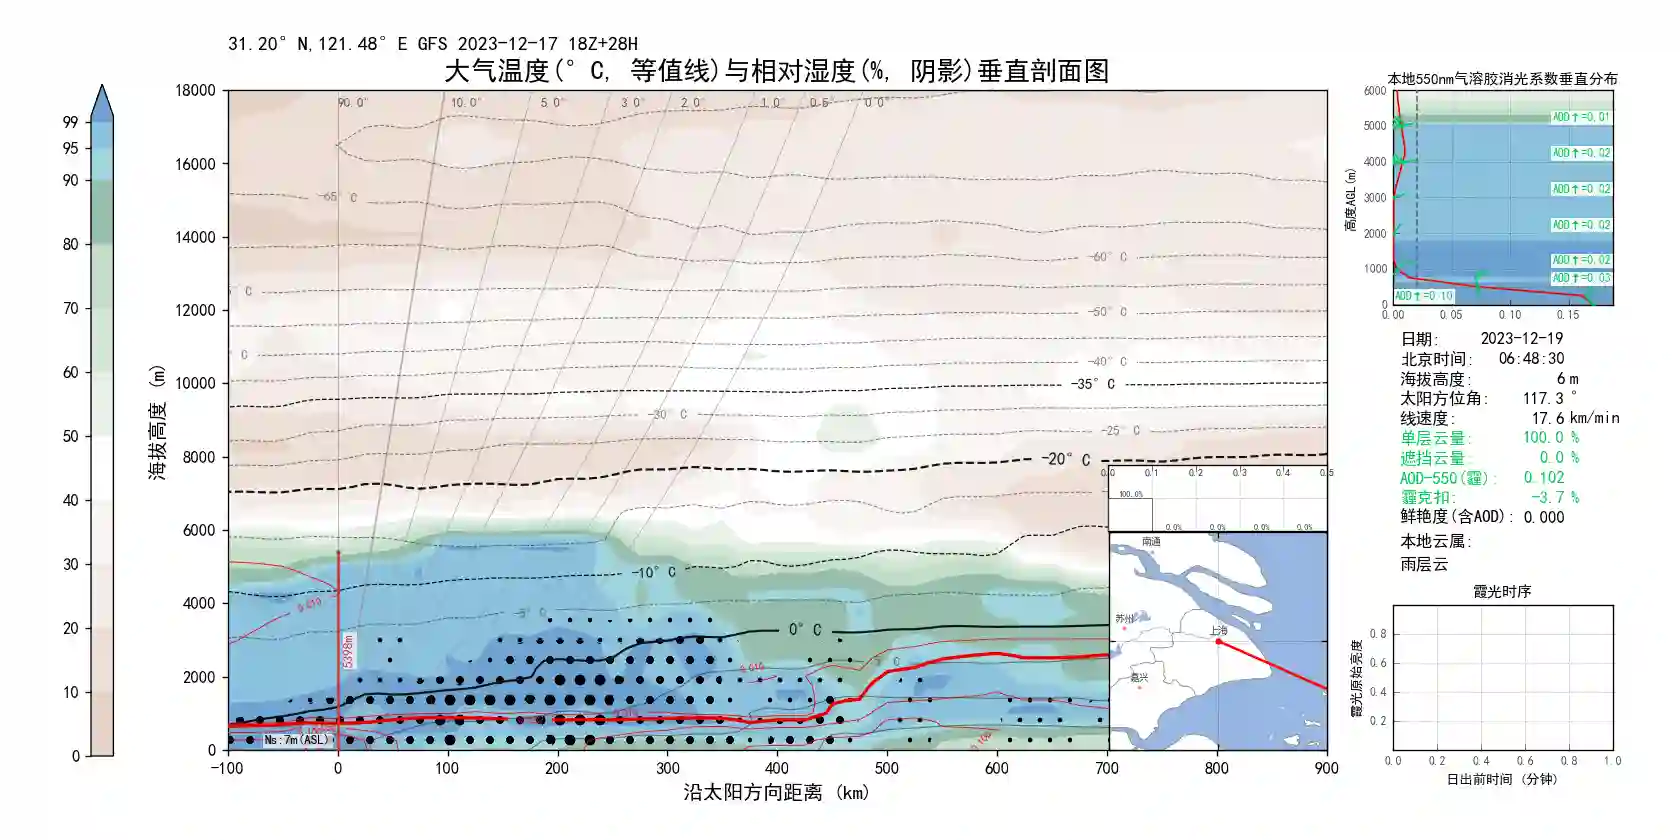 31.20° N,121.48° E GFS 2023-12-17 18Z+28H
大气温度(° C, 等值线)与相对湿度(%, 阴影)垂直剖面图
99
95
90
80
70
60
50
40
30
20
10
0
海拔高度 (m)
18000
16000
14000
12000
10000
8000
6000
4000
2000
0
90.0° 10.0° 5.0° 3.0° 2.0° 1.0° 0.5° 0.0°
-65° C
-60° C
-50° C
-40° C
-35° C
-30° C
-25° C
-20° C
-10° C
-5° C
0° C
0.010
0.010
0.100
5398m
Ns:7m(ASL)
-100 0 100 200 300 400 500 600 700 800 900
沿太阳方向距离 (km)
0.0 0.1 0.2 0.3 0.4 0.5
100.0%
0.0% 0.0% 0.0% 0.0%
南通
苏州
上海
嘉兴
本地550nm气溶胶消光系数垂直分布
高度AGL(m)
6000
5000
4000
3000
2000
1000
0
AOD↑=0.01
AOD↑=0.02
AOD↑=0.02
AOD↑=0.02
AOD↑=0.02
AOD↑=0.03
AOD↑=0.10
0.00 0.05 0.10 0.15
日期: 2023-12-19
北京时间: 06:48:30
海拔高度: 6 m
太阳方位角: 117.3 °
线速度: 17.6 km/min
单层云量: 100.0 %
遮挡云量: 0.0 %
AOD-550(霾): 0.102
霾克扣: -3.7 %
鲜艳度(含AOD): 0.000
本地云属:
雨层云
霞光时序
霞光原始亮度
0.8
0.6
0.4
0.2
0.0 0.2 0.4 0.6 0.8 1.0
日出前时间 (分钟)